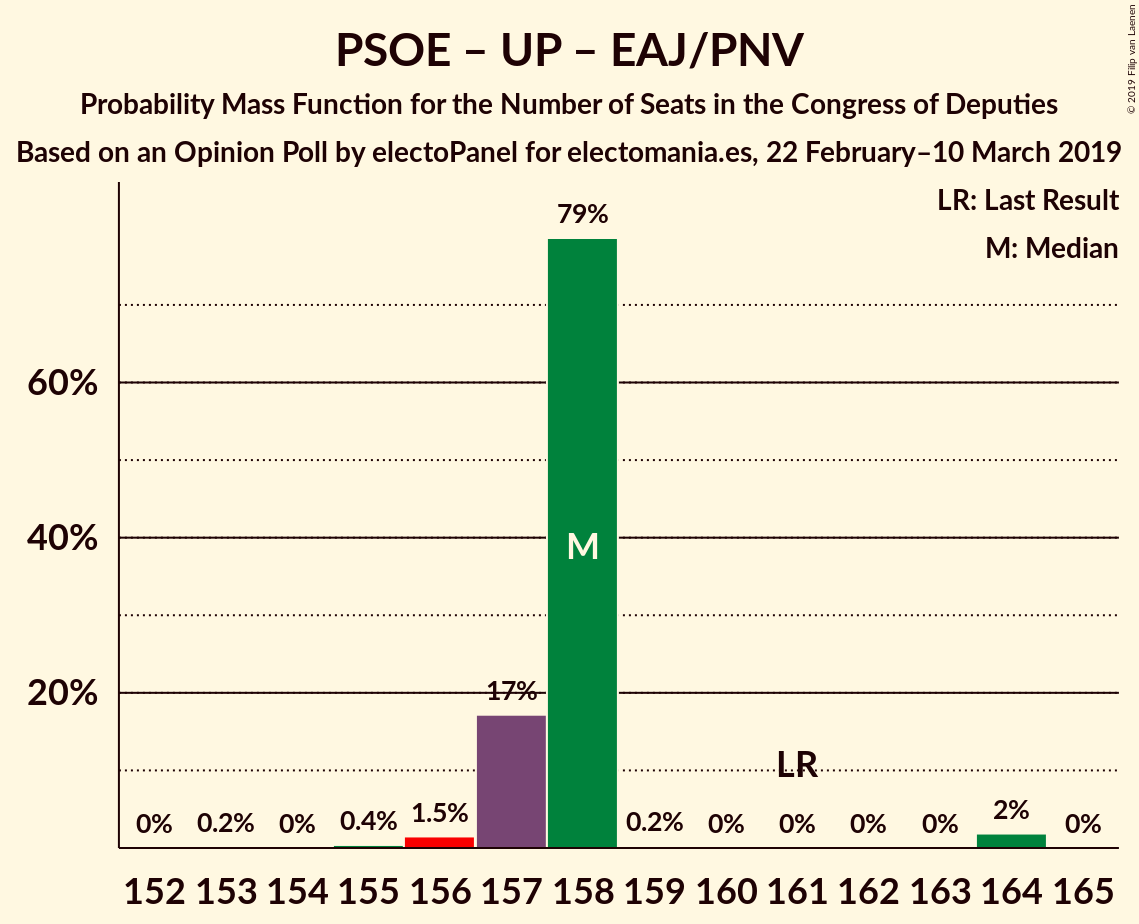 PSOE – UP – EAJ/PNV
Probability Mass Function for the Number of Seats in the Congress of Deputies
Based on an Opinion Poll by electoPanel for electomania.es, 22 February–10 March 2019
© 2019 Filip van Laenen
LR: Last Result
M: Median
79%
60%
40%
M
20%
17%
LR
0% 0.2% 0% 0.4% 1.5% 0.2% 0% 0% 0% 0% 2% 0%
152 153 154 155 156 157 158 159 160 161 162 163 164 165